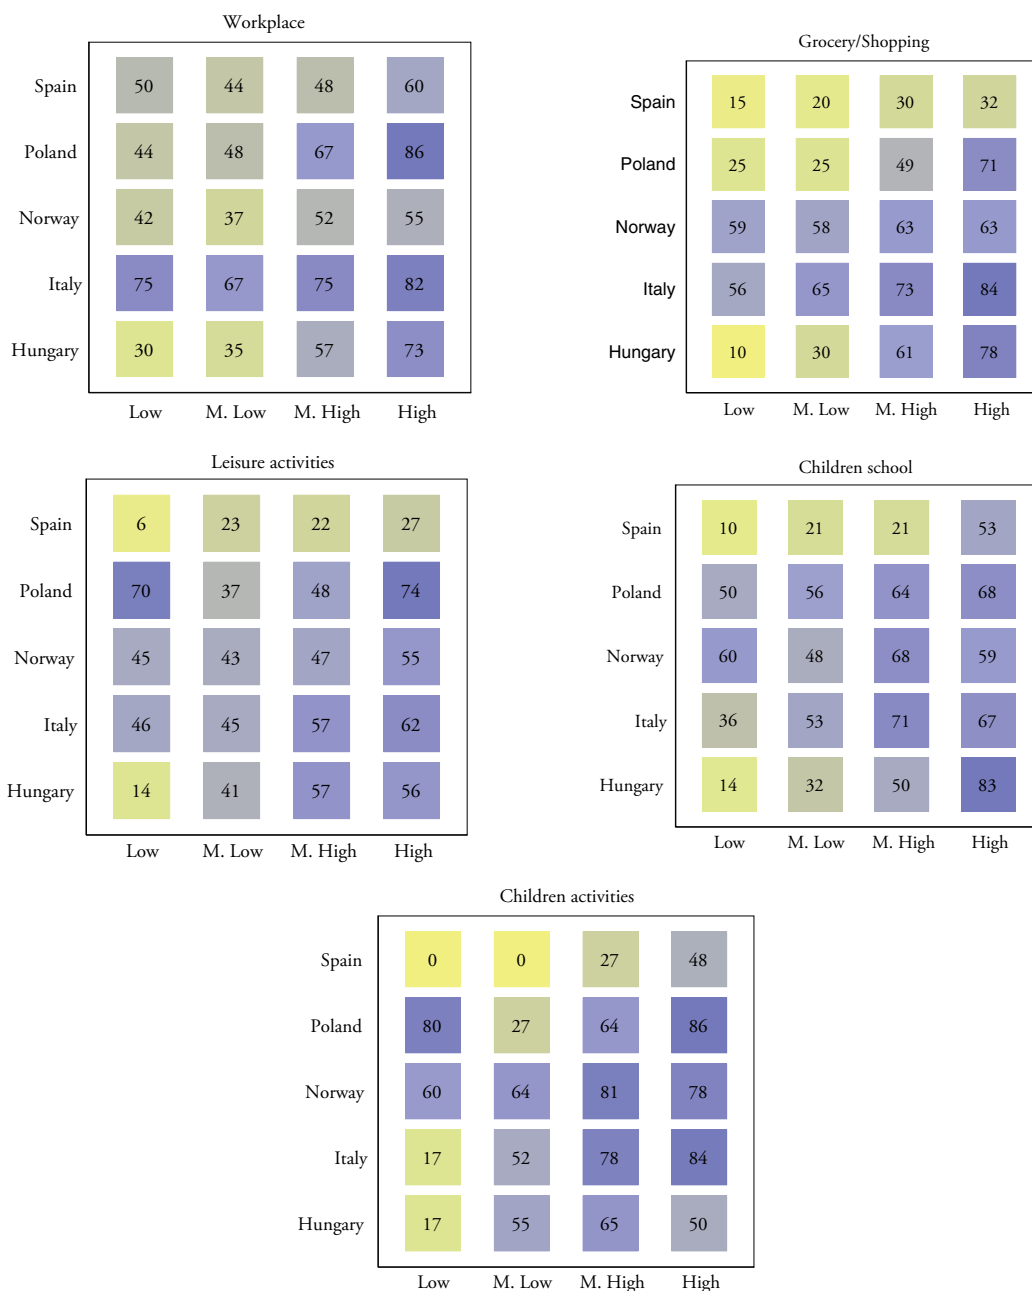 Workplace
Spain 50 44 48 60
Poland 44 48 67 86
Norway 42 37 52 55
Italy 75 67 75 82
Hungary 30 35 57 73
Low M. Low M. High High
Grocery/Shopping
Spain 15 20 30 32
Poland 25 25 49 71
Norway 59 58 63 63
Italy 56 65 73 84
Hungary 10 30 61 78
Low M. Low M. High High
Leisure activities
Spain 6 23 22 27
Poland 70 37 48 74
Norway 45 43 47 55
Italy 46 45 57 62
Hungary 14 41 57 56
Low M. Low M. High High
Children school
Spain 10 21 21 53
Poland 50 56 64 68
Norway 60 48 68 59
Italy 36 53 71 67
Hungary 14 32 50 83
Low M. Low M. High High
Children activities
Spain 0 0 27 48
Poland 80 27 64 86
Norway 60 64 81 78
Italy 17 52 78 84
Hungary 17 55 65 50
Low M. Low M. High High